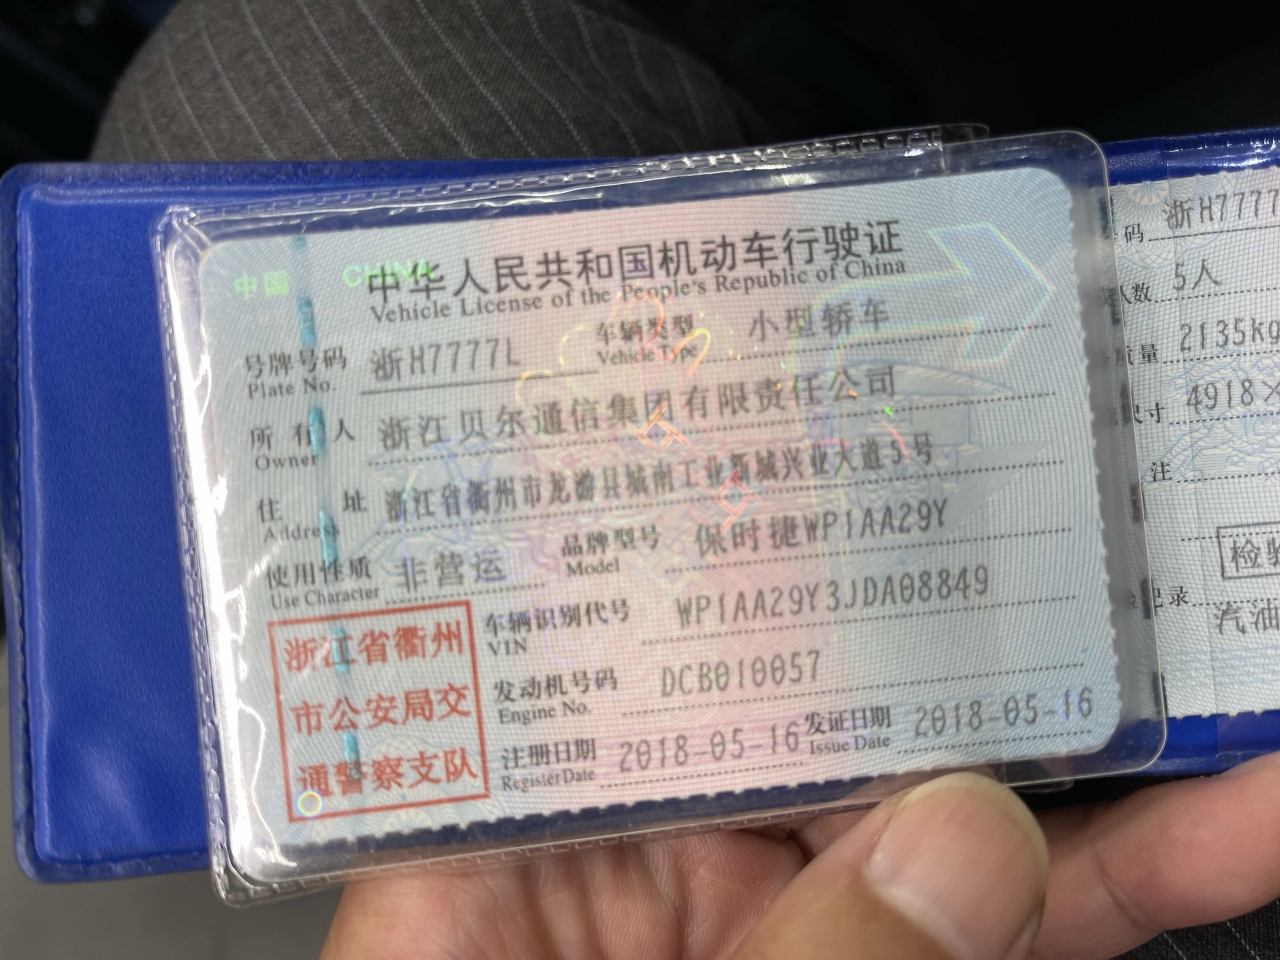 中国 CHINA
中华人民共和国机动车行驶证
Vehicle License of the People's Republic of China
号牌号码 浙H7777L 车辆类型 小型轿车
Plate No. Vehicle Type
所有人 浙江贝尔通信集团有限责任公司
Owner
住址 浙江省衢州市龙游县城南工业新城兴业大道5号
Address
使用性质 非营运 品牌型号 保时捷WP1AA29Y
Use Character Model
浙江省衢州
市公安局交
通警察支队
车辆识别代号 WP1AA29Y3JDA08849
VIN
发动机号码 DCB010057
Engine No.
注册日期 2018-05-16 发证日期 2018-05-16
Register Date Issue Date
码 浙H7777
人数 5人
质量 2135kg
尺寸 4918×
注
检验
记录
汽油